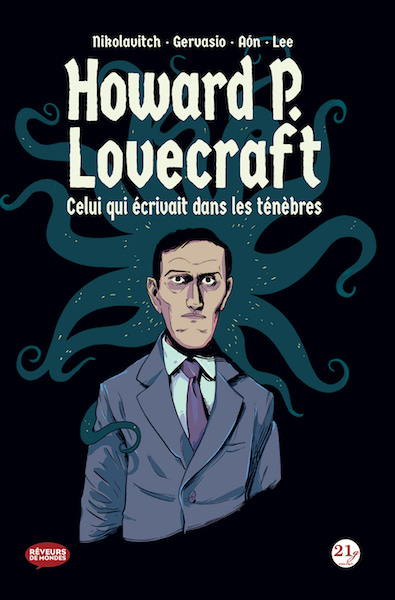 Nikolavitch · Gervasio · Aón · Lee
Howard P.
Lovecraft
Celui qui écrivait dans les ténèbres
RÊVEURS
DE MONDES
21g